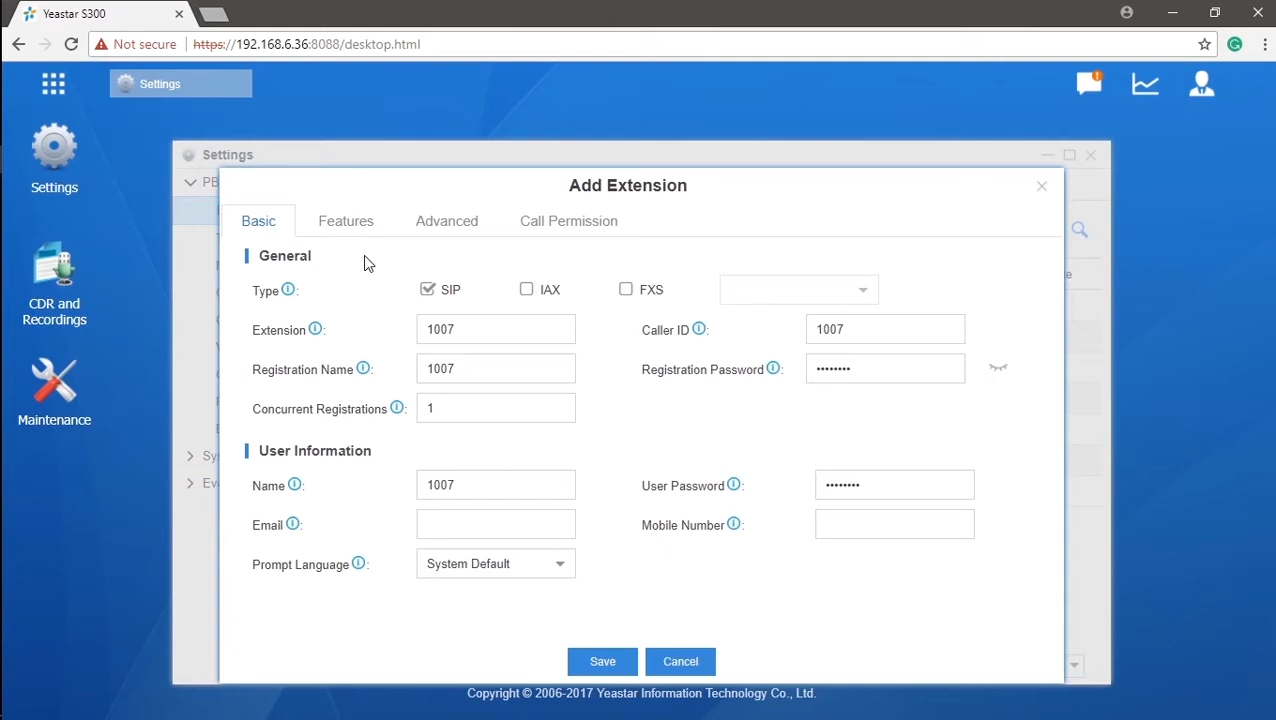 Yeastar S300
Not secure https://192.168.6.36:8088/desktop.html
Settings
Settings
Settings
PB
Add Extension
Basic Features Advanced Call Permission
General
Type : SIP IAX FXS
Extension : 1007 Caller ID : 1007
Registration Name : 1007 Registration Password : ••••••••
CDR and
Recordings
Concurrent Registrations : 1
Maintenance
User Information
Sy
Name : 1007 User Password : ••••••••
Ev
Email : Mobile Number :
Prompt Language : System Default
Save Cancel
Copyright © 2006-2017 Yeastar Information Technology Co., Ltd.